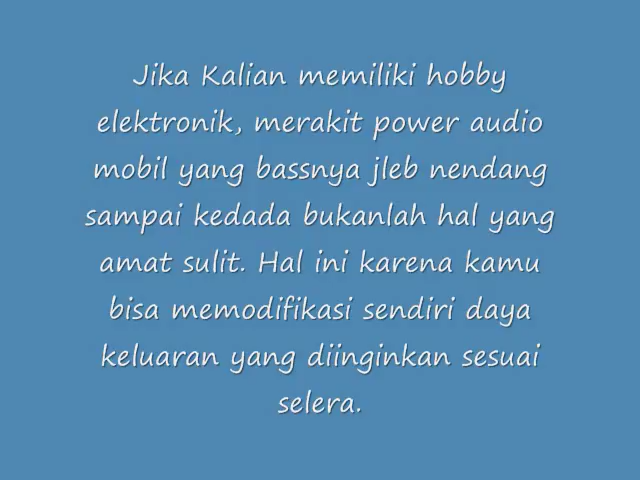 Jika Kalian memiliki hobby
elektronik, merakit power audio
mobil yang bassnya jleb nendang
sampai kedada bukanlah hal yang
amat sulit. Hal ini karena kamu
bisa memodifikasi sendiri daya
keluaran yang diinginkan sesuai
selera.